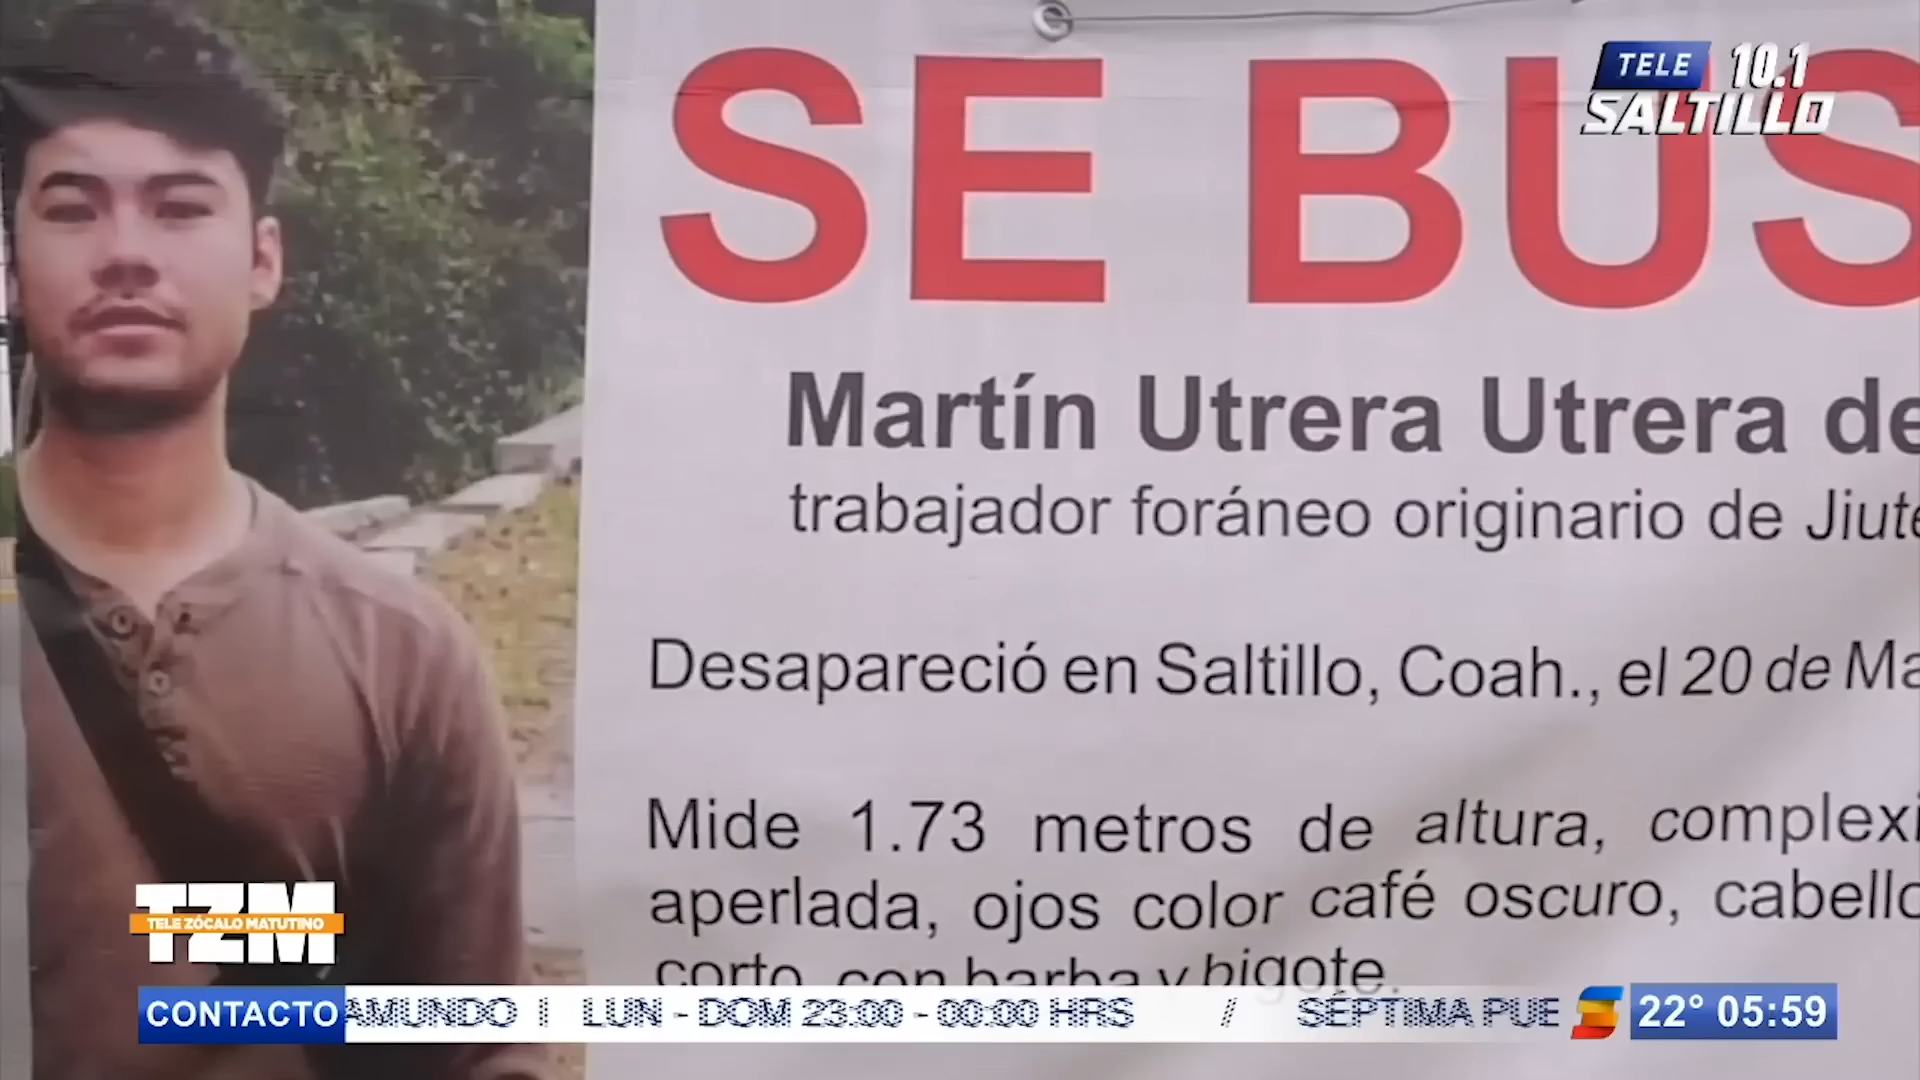 SE BUS
TELE 10.1
SALTILLO
Martín Utrera Utrera de
trabajador foráneo originario de Jiute
Desapareció en Saltillo, Coah., el 20 de Ma
Mide 1.73 metros de altura, complexi
aperlada, ojos color café oscuro, cabello
corto, con barba y bigote.
TZM
TELE ZÓCALO MATUTINO
CONTACTO AMUNDO | LUN - DOM 23:00 - 00:00 HRS / SÉPTIMA PUE 22° 05:59